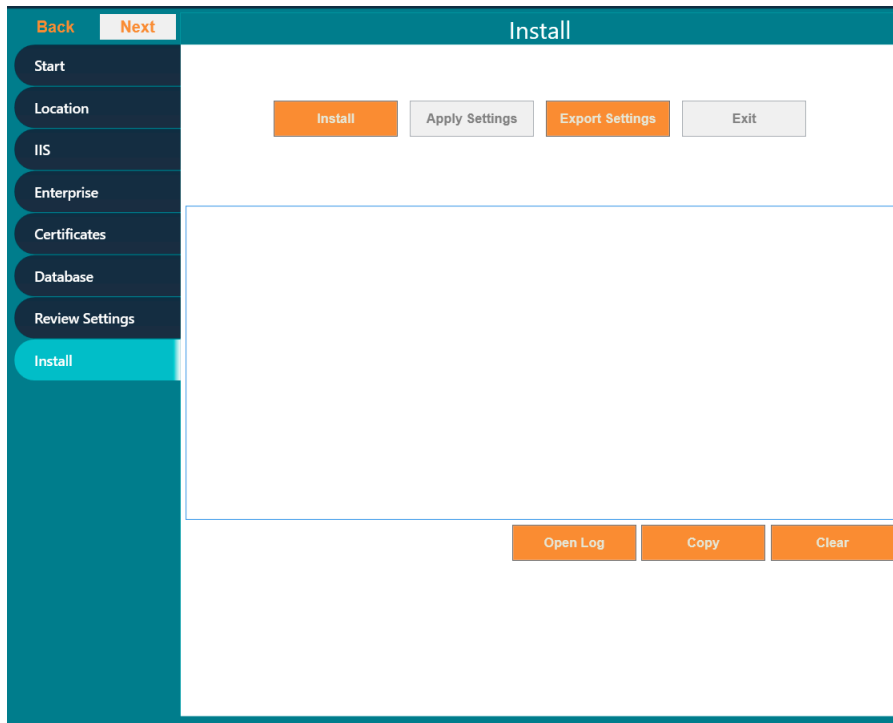 Back Next Install
Start
Location
IIS
Enterprise
Certificates
Database
Review Settings
Install
Install Apply Settings Export Settings Exit
Open Log Copy Clear